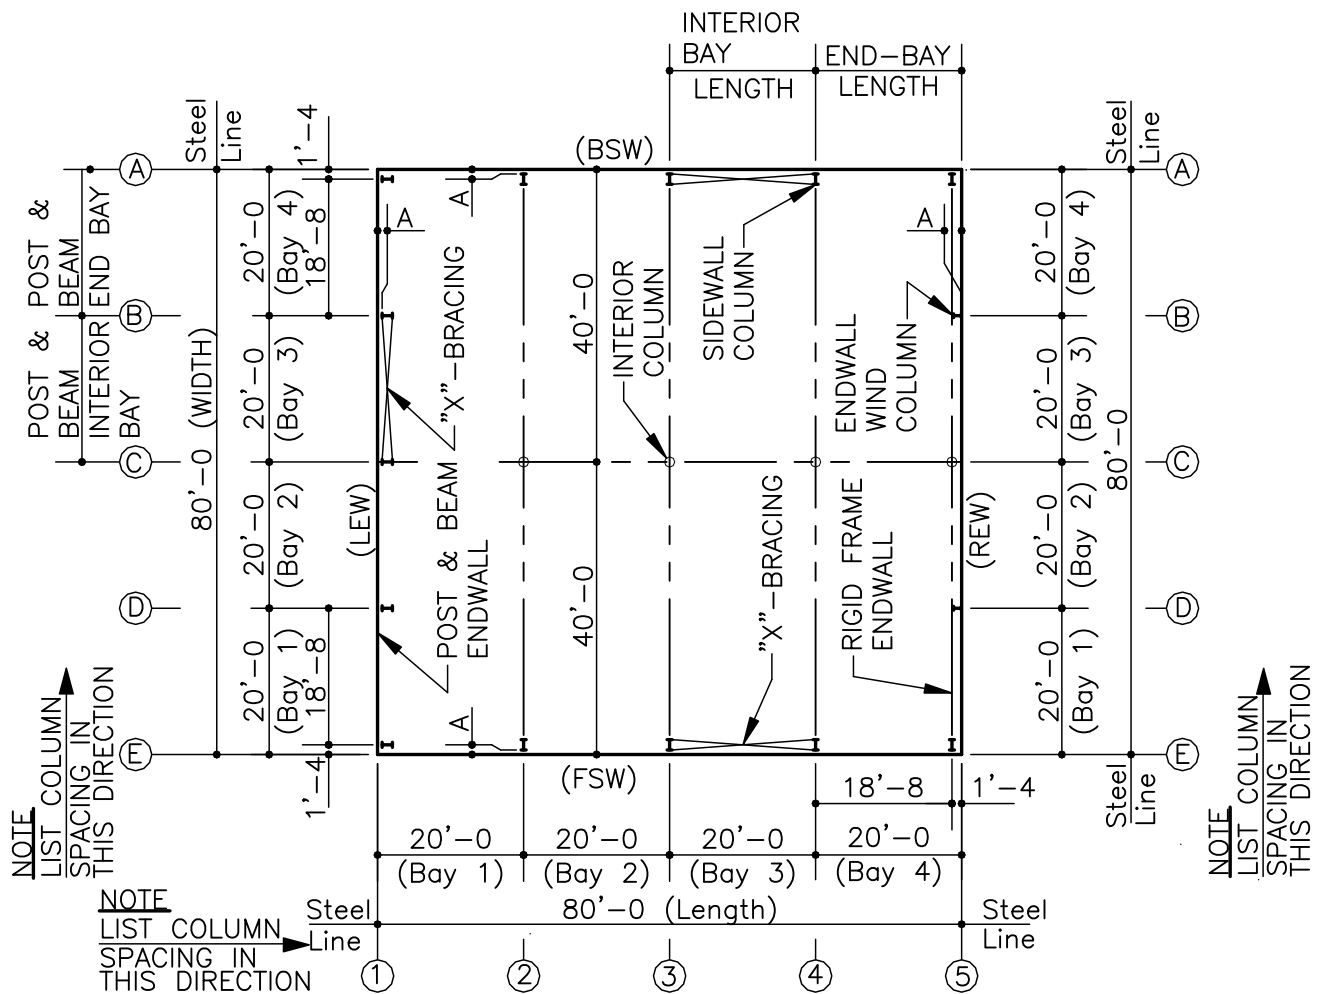 INTERIOR
BAY
LENGTH
END-BAY
LENGTH
Steel
Line
1'-4
(BSW)
Steel
Line
A
A
POST &
BEAM
END BAY
20'-0
(Bay 4)
18'-8
A
A
A
20'-0
(Bay 4)
B
B
POST &
BEAM
INTERIOR
BAY
80'-0 (WIDTH)
20'-0
(Bay 3)
"X"-BRACING
40'-0
INTERIOR
COLUMN
SIDEWALL
COLUMN
ENDWALL
WIND
COLUMN
20'-0
(Bay 3)
80'-0
C
C
20'-0
(Bay 2)
(LEW)
POST & BEAM
ENDWALL
40'-0
"X"-BRACING
RIGID FRAME
ENDWALL
(REW)
20'-0
(Bay 2)
D
D
20'-0
(Bay 1)
18'-8
A
20'-0
(Bay 1)
E
E
1'-4
(FSW)
18'-8
1'-4
Steel
Line
NOTE
LIST COLUMN
SPACING IN
THIS DIRECTION
NOTE
LIST COLUMN
SPACING IN
THIS DIRECTION
20'-0
(Bay 1)
20'-0
(Bay 2)
20'-0
(Bay 3)
20'-0
(Bay 4)
NOTE
LIST COLUMN
SPACING IN
THIS DIRECTION
Steel
Line
80'-0 (Length)
Steel
Line
1
2
3
4
5